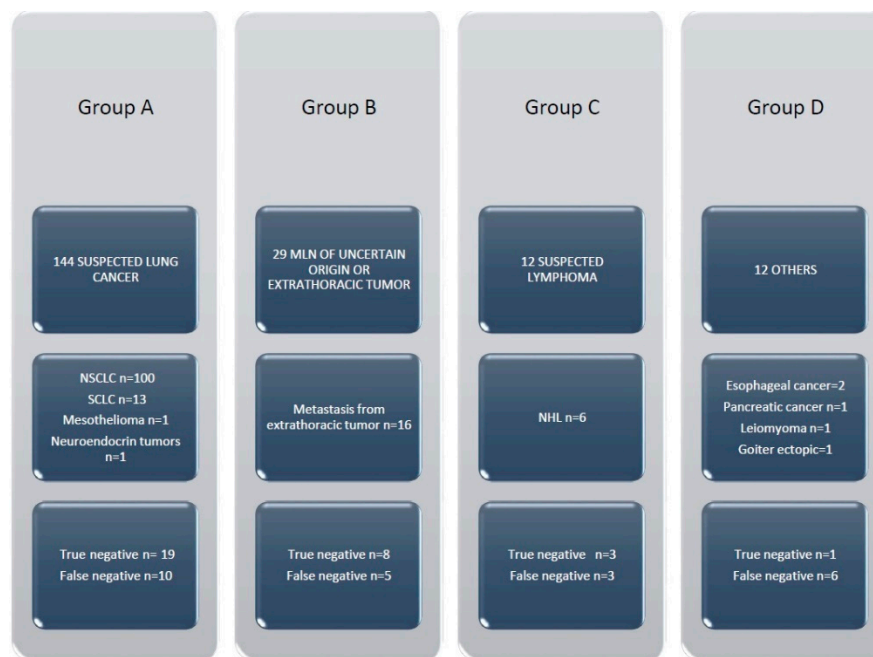 Group A
144 SUSPECTED LUNG
CANCER
NSCLC n=100
SCLC n=13
Mesothelioma n=1
Neuroendocrin tumors
n=1
True negative n= 19
False negative n=10
Group B
29 MLN OF UNCERTAIN
ORIGIN OR
EXTRATHORACIC TUMOR
Metastasis from
extrathoracic tumor n=16
True negative n=8
False negative n=5
Group C
12 SUSPECTED
LYMPHOMA
NHL n=6
True negative n=3
False negative n=3
Group D
12 OTHERS
Esophageal cancer=2
Pancreatic cancer n=1
Leiomyoma n=1
Goiter ectopic=1
True negative n=1
False negative n=6